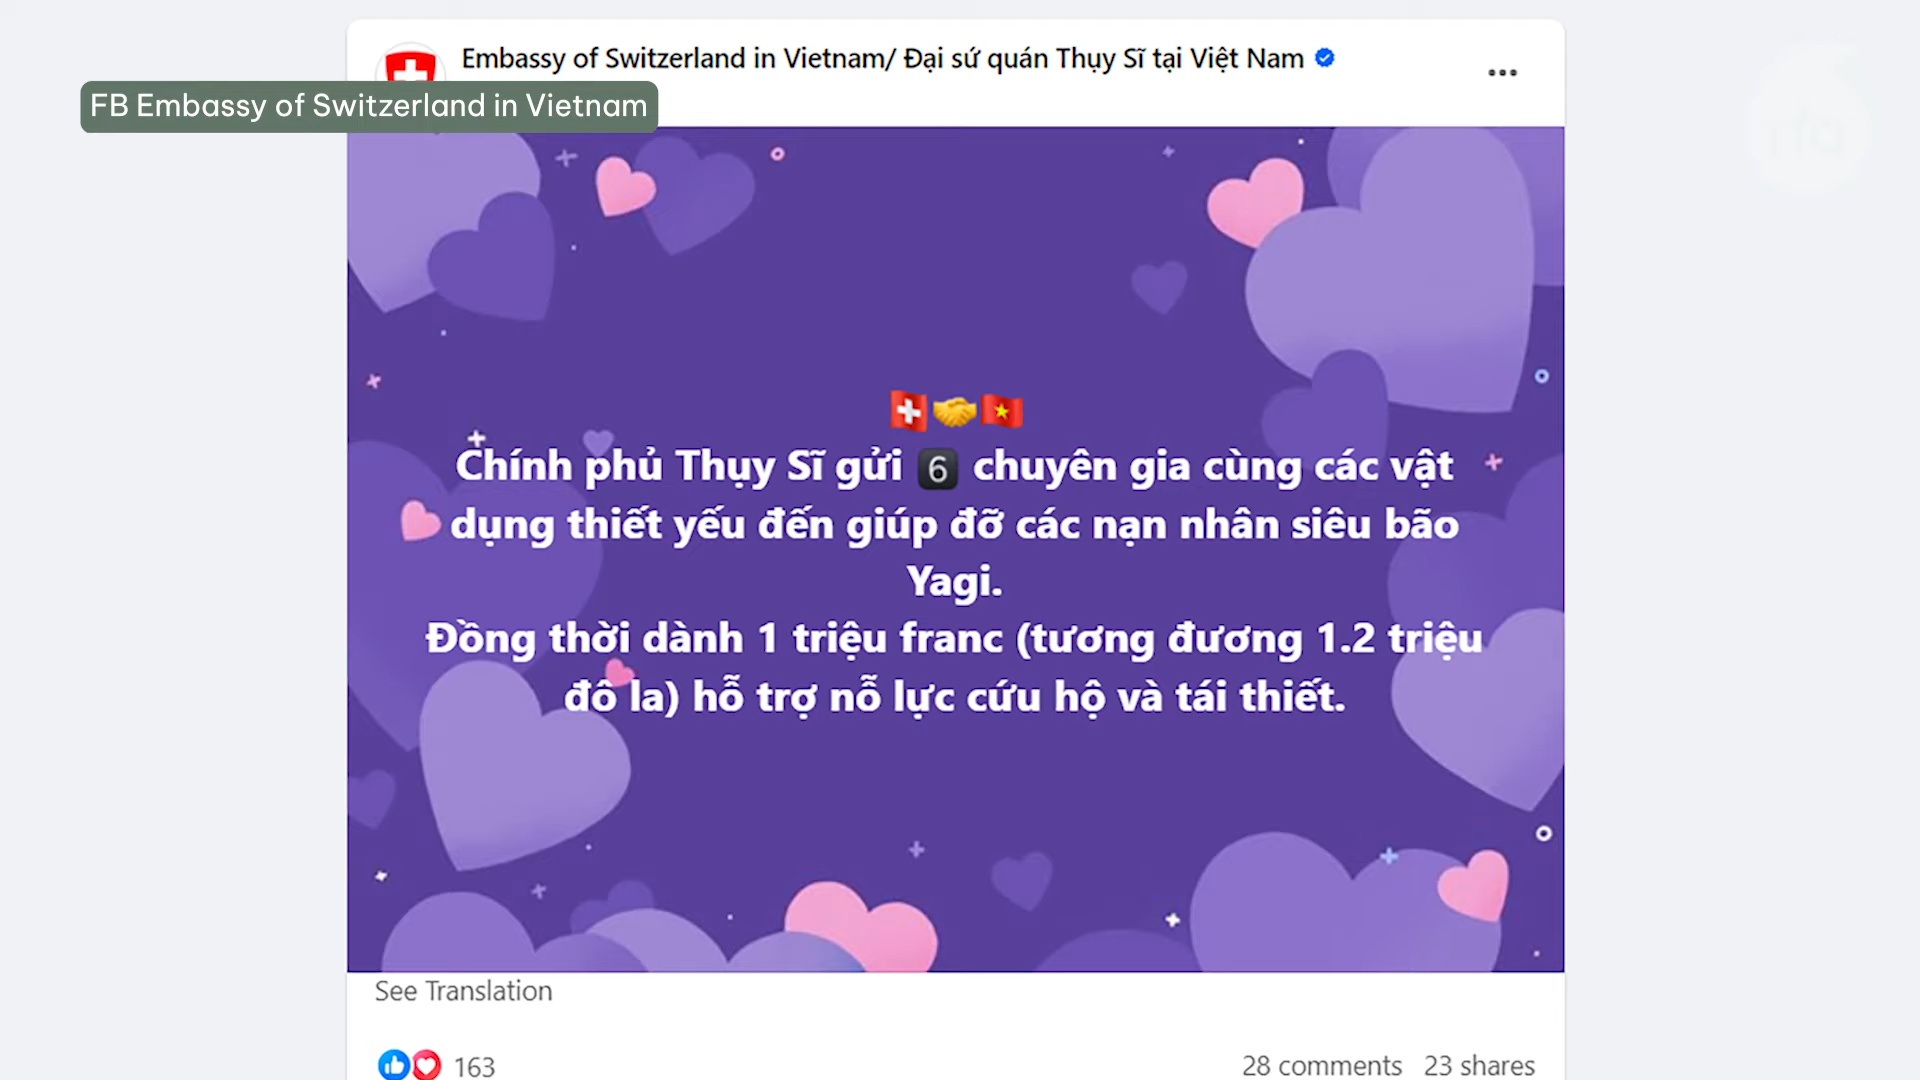 Embassy of Switzerland in Vietnam/ Đại sứ quán Thụy Sĩ tại Việt Nam
FB Embassy of Switzerland in Vietnam
Chính phủ Thụy Sĩ gửi 6 chuyên gia cùng các vật
dụng thiết yếu đến giúp đỡ các nạn nhân siêu bão
Yagi.
Đồng thời dành 1 triệu franc (tương đương 1.2 triệu
đô la) hỗ trợ nỗ lực cứu hộ và tái thiết.
See Translation
163
28 comments 23 shares